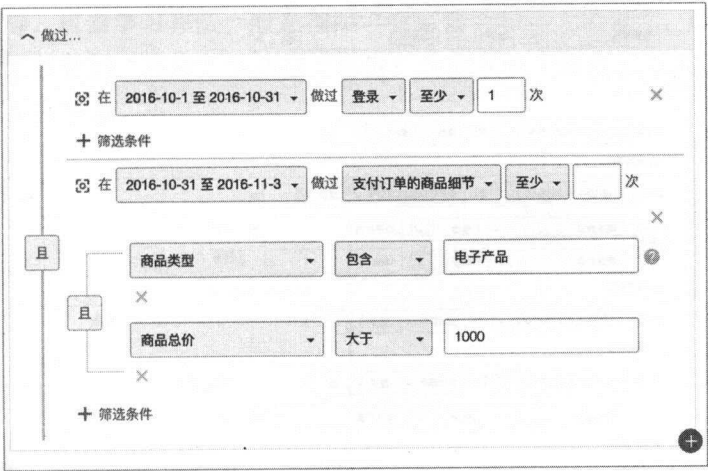 做过...
在 2016-10-1 至 2016-10-31 做过 登录 至少 1 次
筛选条件
在 2016-10-31 至 2016-11-3 做过 支付订单的商品细节 至少 次
且
商品类型 包含 电子产品
且
商品总价 大于 1000
筛选条件